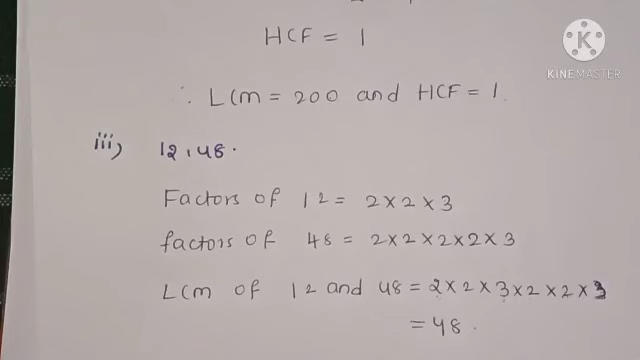 HCF = 1
K
KINEMASTER
∴ LCM = 200 and HCF = 1.
iii, 12,48.
Factors of 12 = 2×2×3
factors of 48 = 2×2×2×2×3
LCM of 12 and 48 = 2×2×3×2×2×3
= 48.